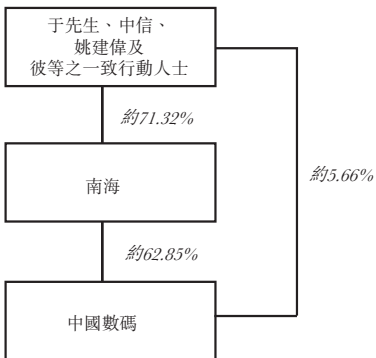 于先生、中信、
姚建偉及
彼等之一致行動人士
約71.32%
南海
約5.66%
約62.85%
中國數碼